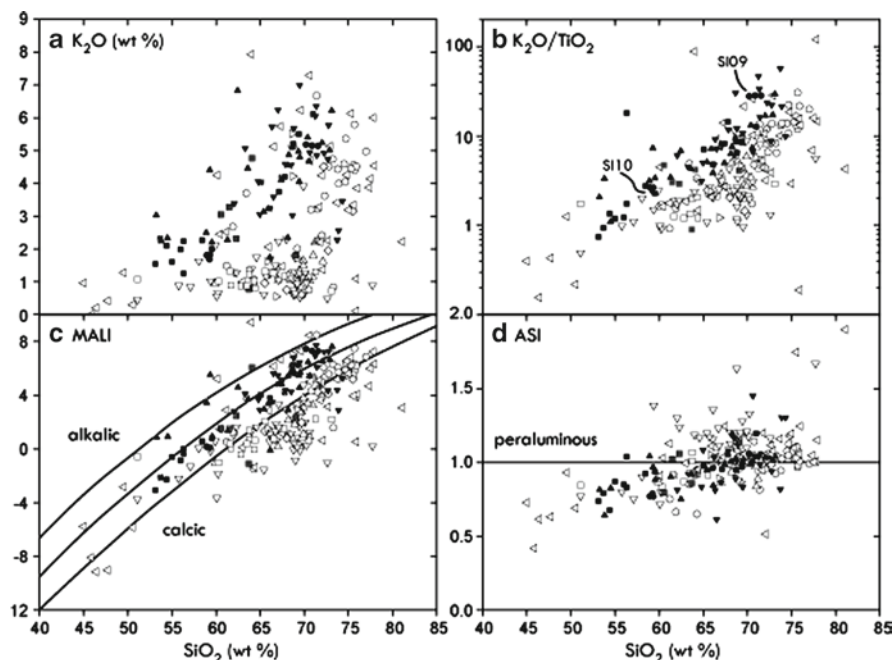 a K₂O (wt %)
9
8
7
6
5
4
3
2
1
0
b K₂O/TiO₂
100
10
1
SI09
SI10
c MALI
8
4
0
-4
-8
12
alkalic
calcic
40 45 50 55 60 65 70 75 80 85
SiO₂ (wt %)
d ASI
2.0
1.5
1.0
0.5
0.0
peraluminous
40 45 50 55 60 65 70 75 80 85
SiO₂ (wt %)